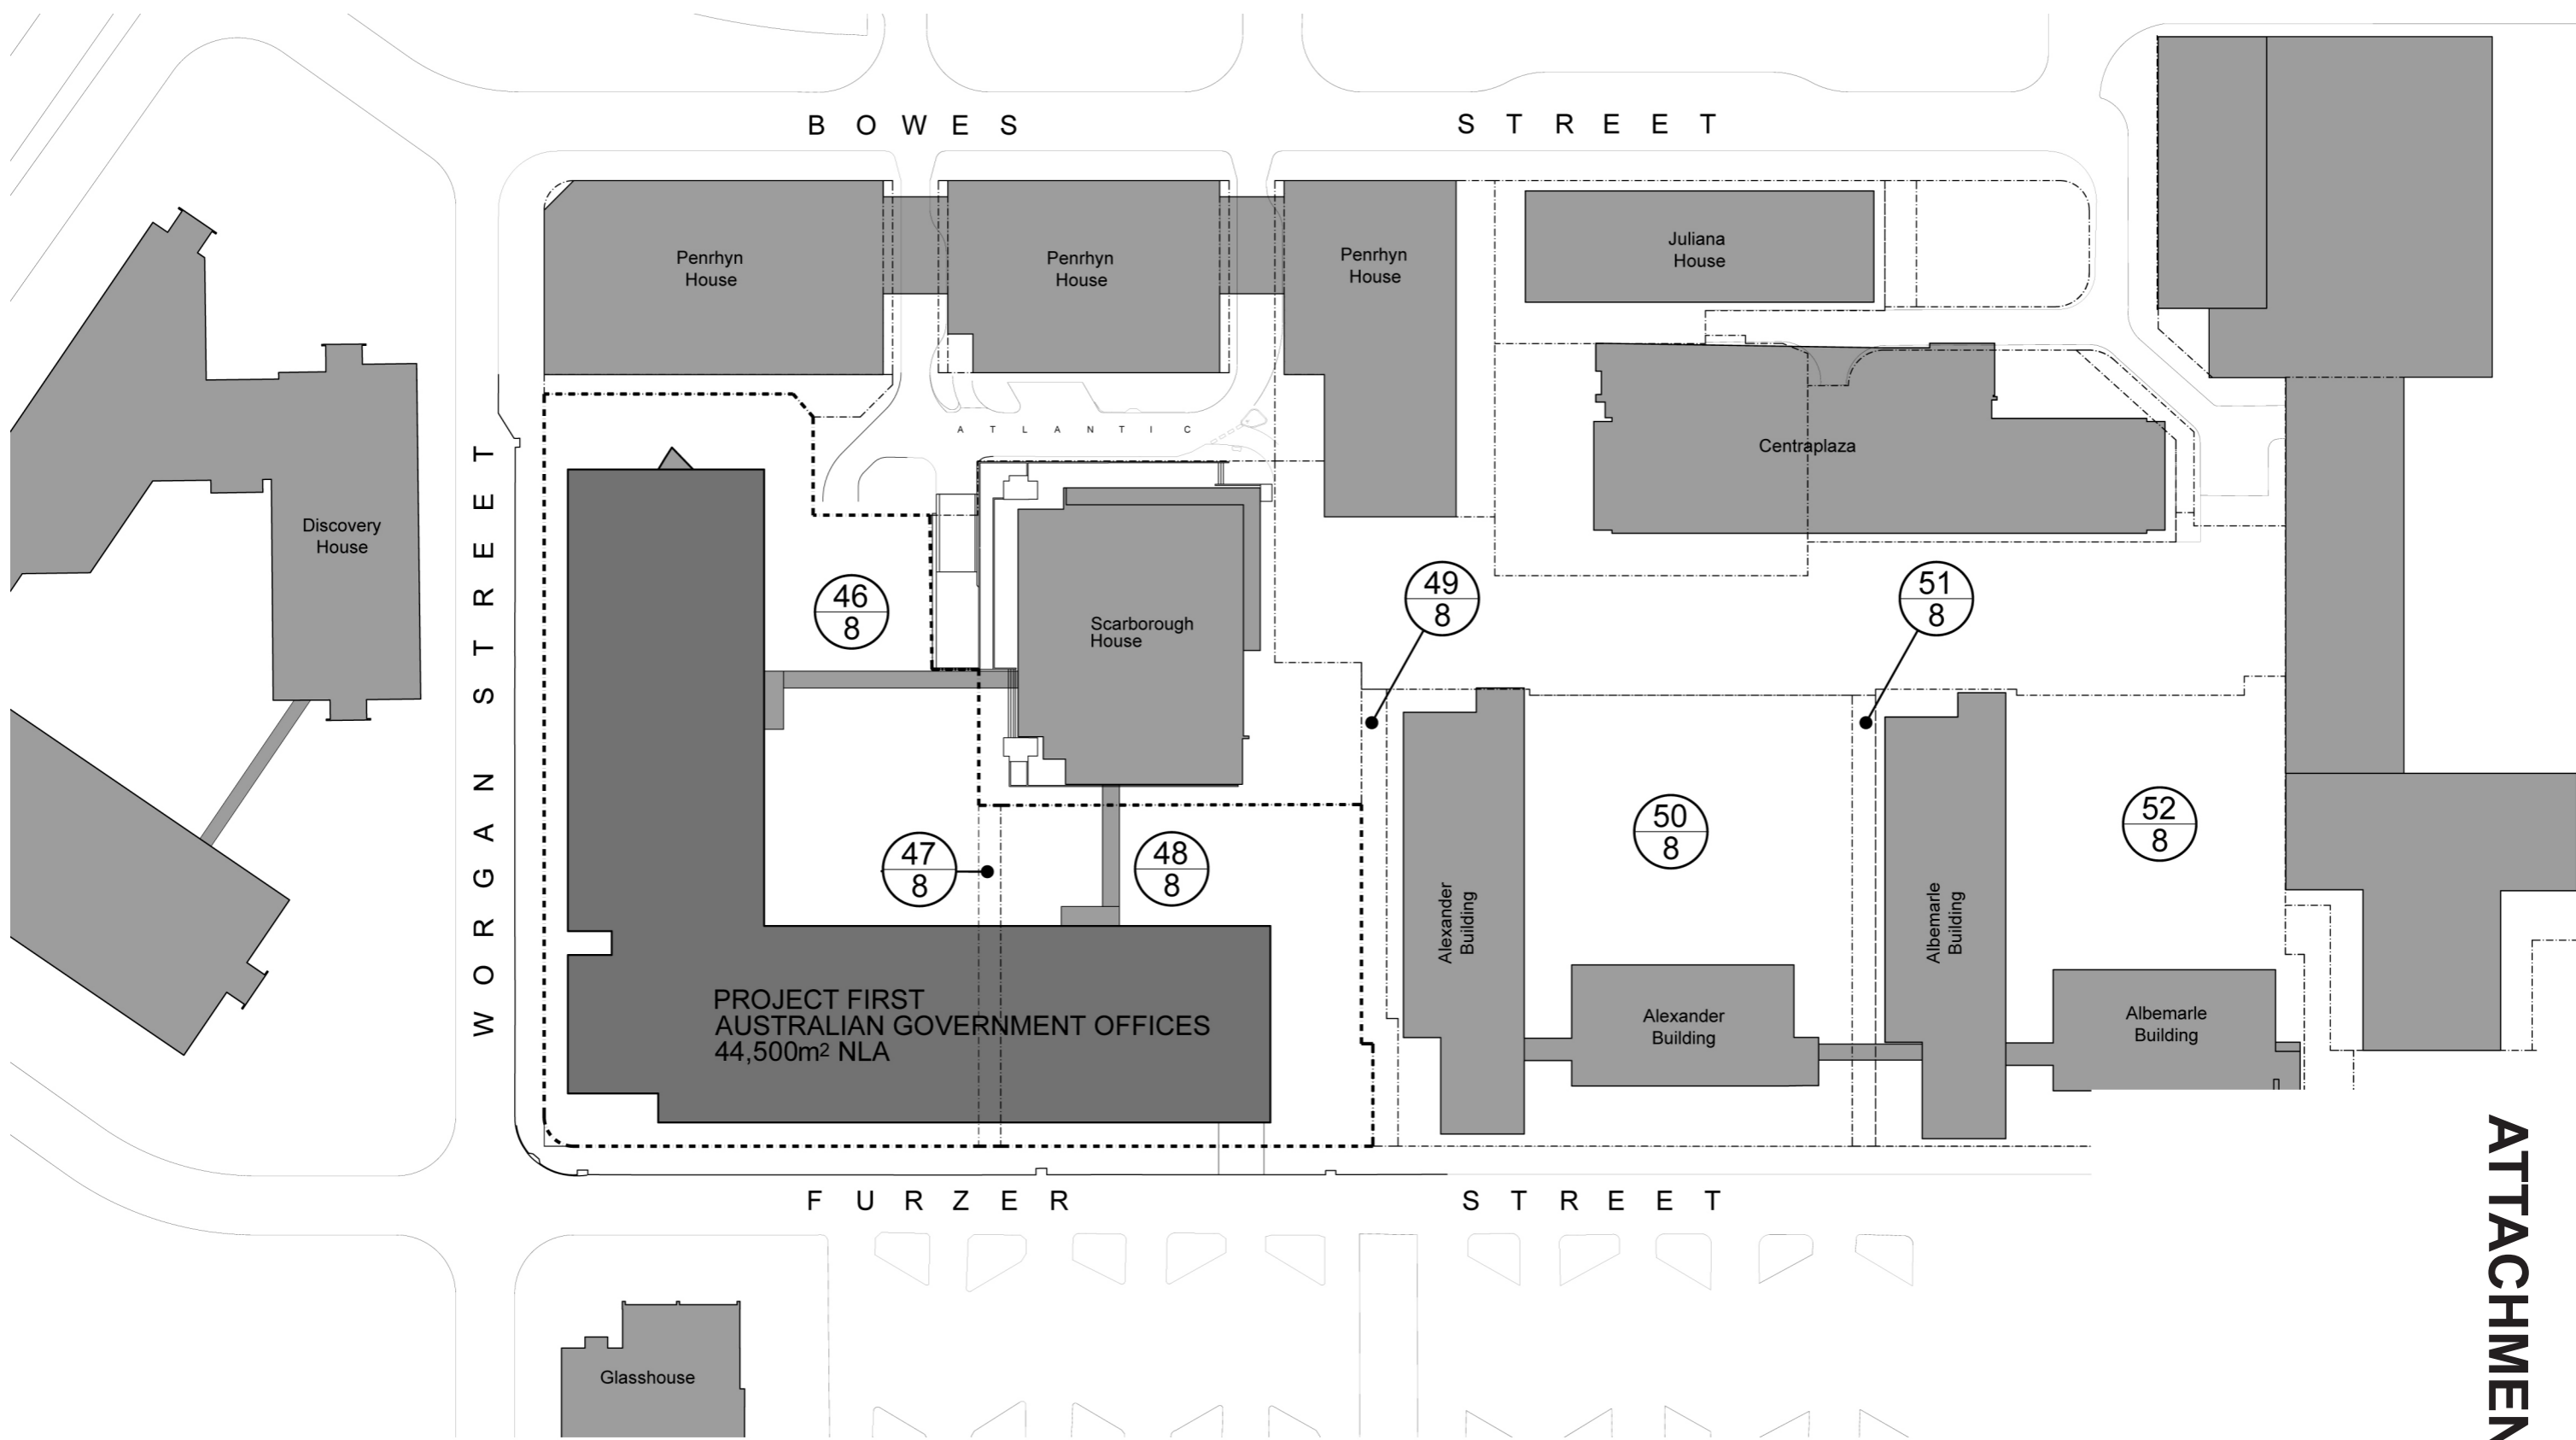 BOWES STREET
Penrhyn
House
Penrhyn
House
Penrhyn
House
Juliana
House
ATLANTIC
Centraplaza
WORGAN STREET
Discovery
House
46
8
Scarborough
House
49
8
51
8
47
8
48
8
50
8
52
8
Alexander
Building
Albemarle
Building
PROJECT FIRST
AUSTRALIAN GOVERNMENT OFFICES
44,500m² NLA
Alexander
Building
Albemarle
Building
FURZER STREET
Glasshouse
ATTACHMEN